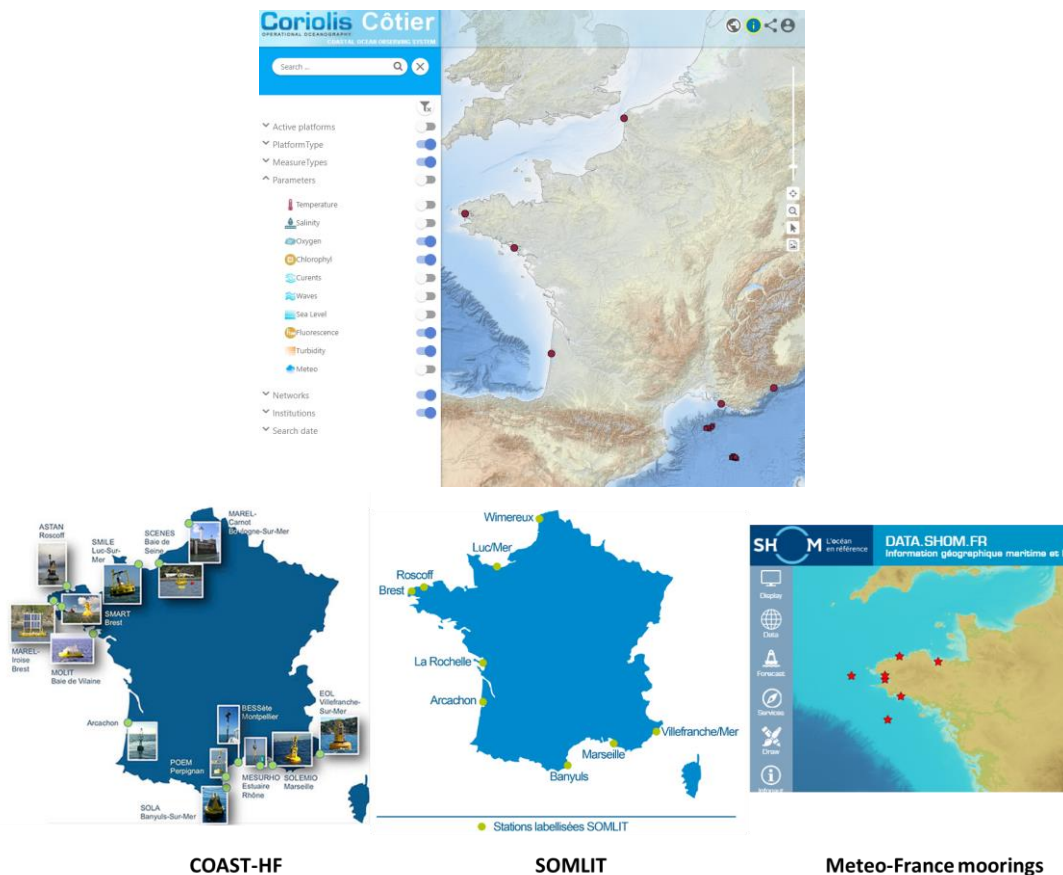 Coriolis Côtier
OPERATIONAL OCEANOGRAPHY
COASTAL OCEAN OBSERVING SYSTEM
Search ...
Active platforms
PlatformType
MeasureTypes
Parameters
Temperature
Salinity
Oxygen
Chlorophyl
Curents
Waves
Sea Level
Fluorescence
Turbidity
Meteo
Networks
Institutions
Search date
ASTAN
Roscoff
SMILE
Luc-Sur-
Mer
SCENES
Baie de
Seine
MAREL-
Carnot
Boulogne-Sur-Mer
SMART
Brest
MAREL-
Iroise
Brest
MOLIT
Baie de Vilaine
Arcachon
BESSète
Montpellier
EOL
Villefranche-
Sur-Mer
POEM
Perpignan
MESURHO
Estuaire
Rhône
SOLEMIO
Marseille
SOLA
Banyuls-Sur-Mer
Wimereux
Luc/Mer
Roscoff
Brest
La Rochelle
Arcachon
Villefranche/Mer
Marseille
Banyuls
Stations labellisées SOMLIT
SHOM
L'océan
en référence
DATA.SHOM.FR
Information géographique maritime et
Display
Data
Forecast
Services
Draw
COAST-HF
SOMLIT
Meteo-France moorings